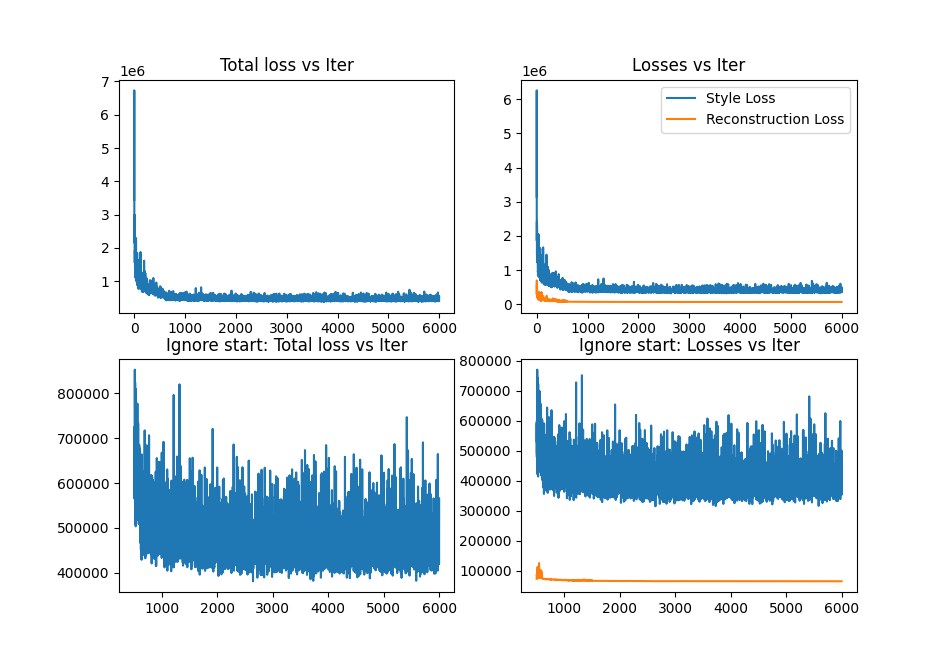 Total loss vs Iter
1e6
7
6
5
4
3
2
1
0 1000 2000 3000 4000 5000 6000
Losses vs Iter
1e6
Style Loss
Reconstruction Loss
6
5
4
3
2
1
0
0 1000 2000 3000 4000 5000 6000
Ignore start: Total loss vs Iter
800000
700000
600000
500000
400000
1000 2000 3000 4000 5000 6000
Ignore start: Losses vs Iter
800000
700000
600000
500000
400000
300000
200000
100000
1000 2000 3000 4000 5000 6000